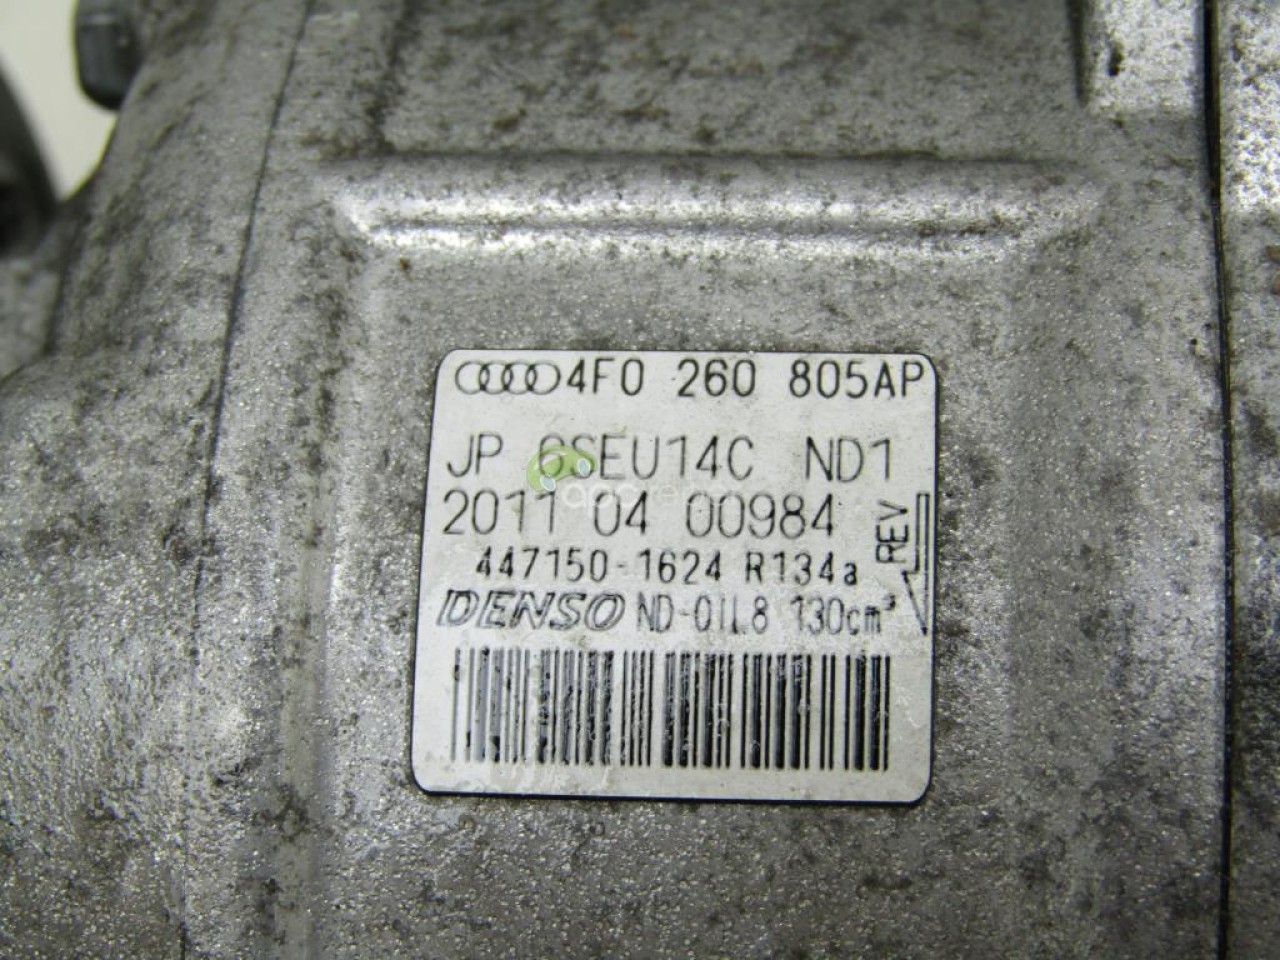 4F0 260 805AP
JP 6SEU14C ND1
2011 04 00984
447150-1624 R134a
DENSO ND-OIL8 130cm³
REV